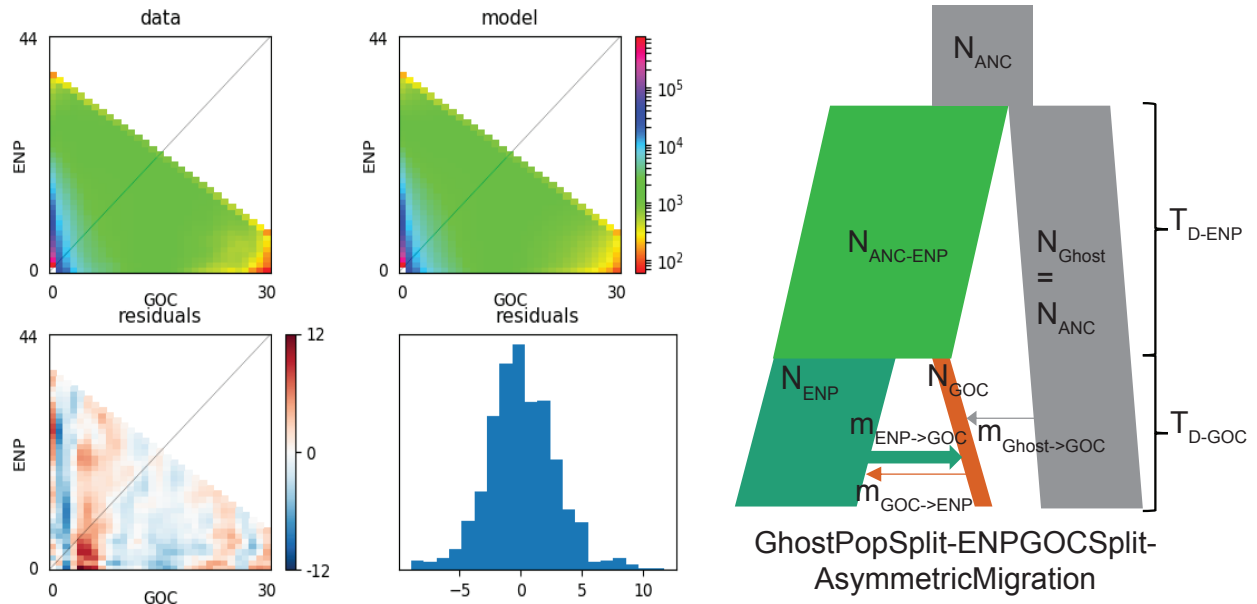 data
44
ENP
0
0
GOC
30
model
44
ENP
0
0
GOC
30
10^5
10^4
10^3
10^2
residuals
44
ENP
0
0
GOC
30
12
0
-12
residuals
−5
0
5
10
N_ANC
N_ANC-ENP
N_Ghost
=
N_ANC
T_D-ENP
N_ENP
N_GOC
m_ENP->GOC
m_Ghost->GOC
m_GOC->ENP
T_D-GOC
GhostPopSplit-ENPGOCSplit-
AsymmetricMigration